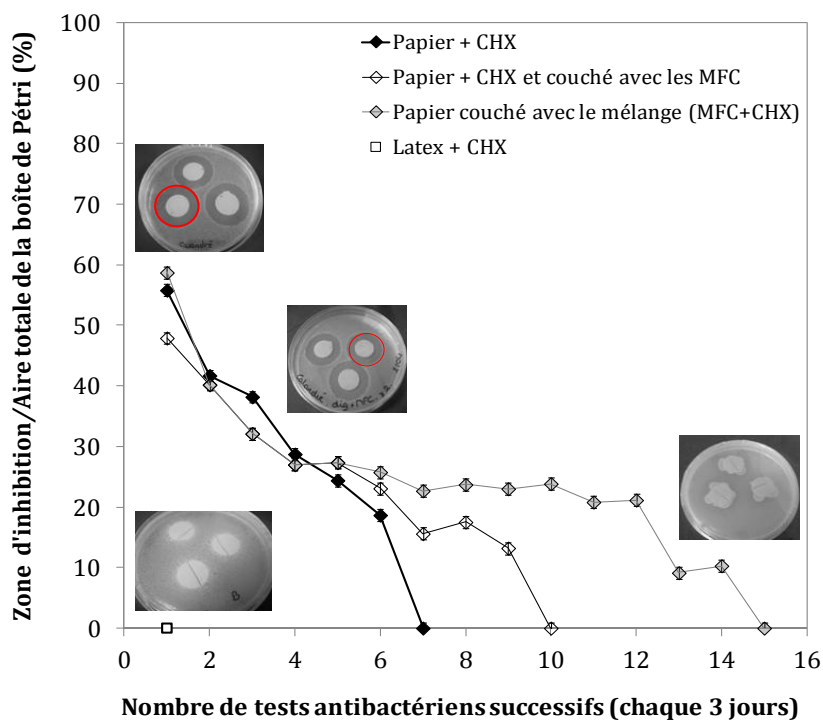 Zone d'inhibition/Aire totale de la boîte de Pétri (%)
100
90
80
70
60
50
40
30
20
10
0
Papier + CHX
Papier + CHX et couché avec les MFC
Papier couché avec le mélange (MFC+CHX)
Latex + CHX
Calandré
B
0 2 4 6 8 10 12 14 16
Nombre de tests antibactériens successifs (chaque 3 jours)